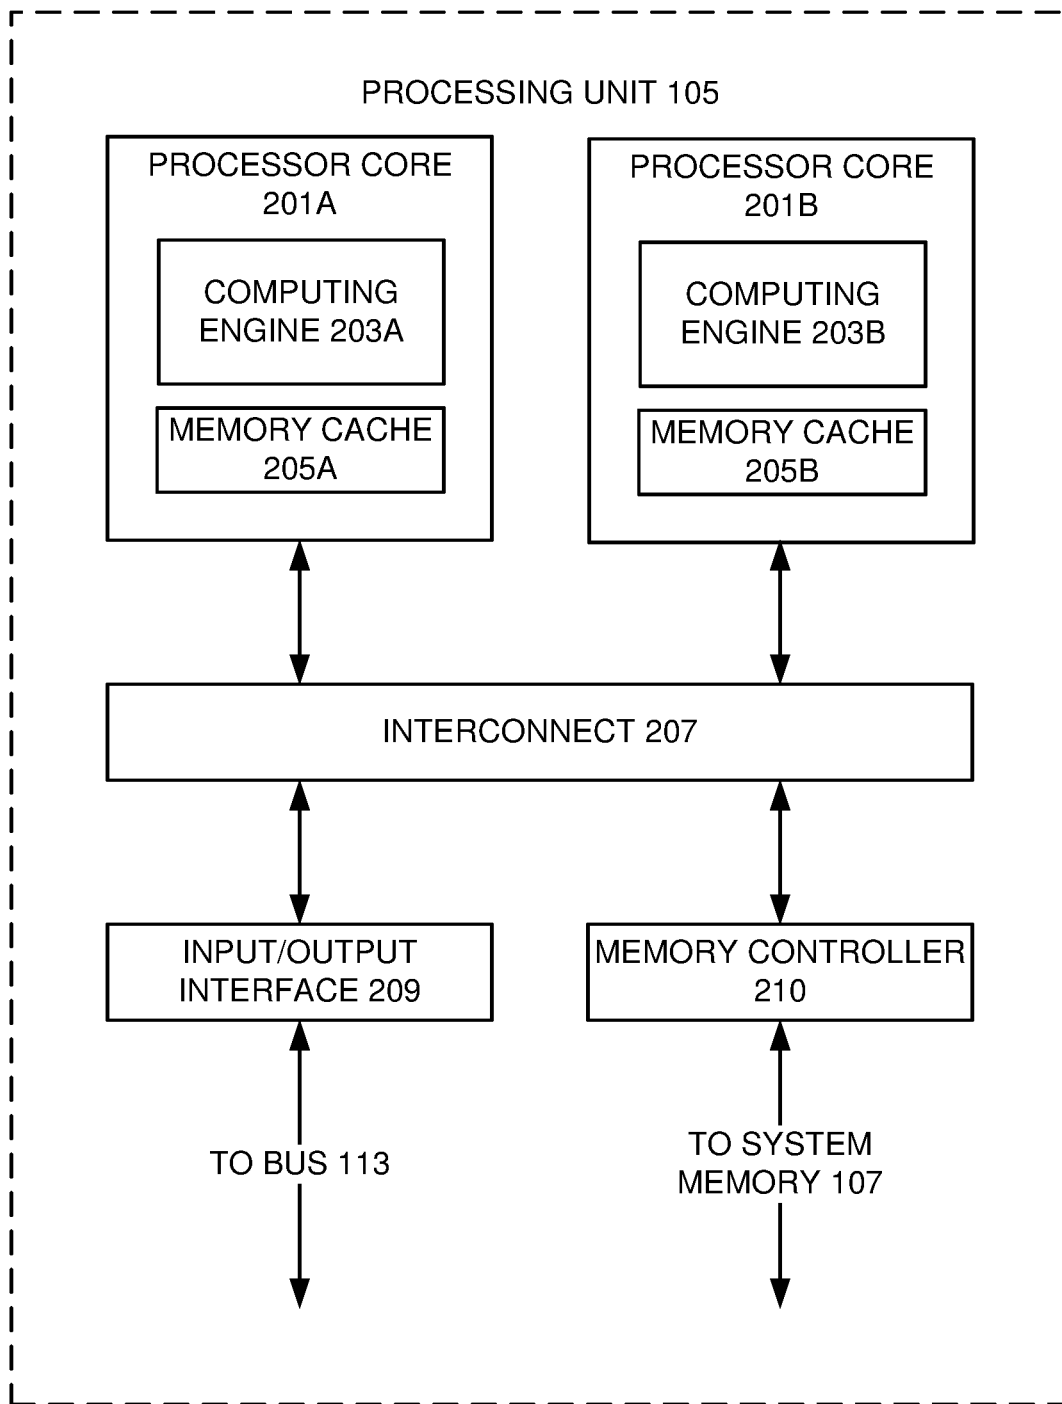 PROCESSING UNIT 105
PROCESSOR CORE
201A
COMPUTING
ENGINE 203A
MEMORY CACHE
205A
PROCESSOR CORE
201B
COMPUTING
ENGINE 203B
MEMORY CACHE
205B
INTERCONNECT 207
INPUT/OUTPUT
INTERFACE 209
MEMORY CONTROLLER
210
TO BUS 113
TO SYSTEM
MEMORY 107